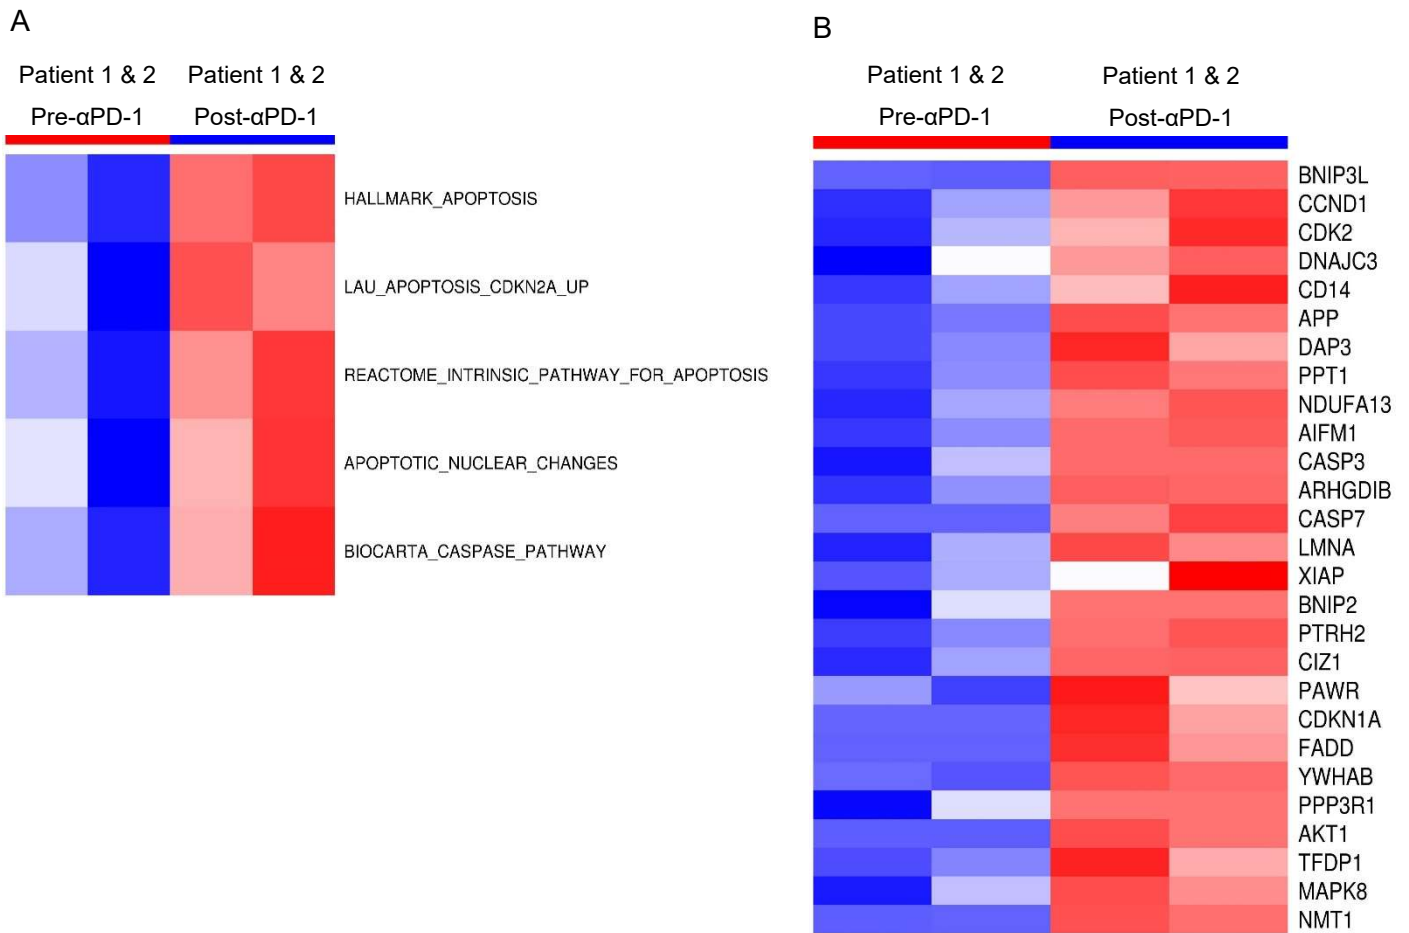 A
Patient 1 & 2
Patient 1 & 2
Pre-αPD-1
Post-αPD-1
HALLMARK_APOPTOSIS
LAU_APOPTOSIS_CDKN2A_UP
REACTOME_INTRINSIC_PATHWAY_FOR_APOPTOSIS
APOPTOTIC_NUCLEAR_CHANGES
BIOCARTA_CASPASE_PATHWAY
B
Patient 1 & 2
Patient 1 & 2
Pre-αPD-1
Post-αPD-1
BNIP3L
CCND1
CDK2
DNAJC3
CD14
APP
DAP3
PPT1
NDUFA13
AIFM1
CASP3
ARHGDIB
CASP7
LMNA
XIAP
BNIP2
PTRH2
CIZ1
PAWR
CDKN1A
FADD
YWHAB
PPP3R1
AKT1
TFDP1
MAPK8
NMT1